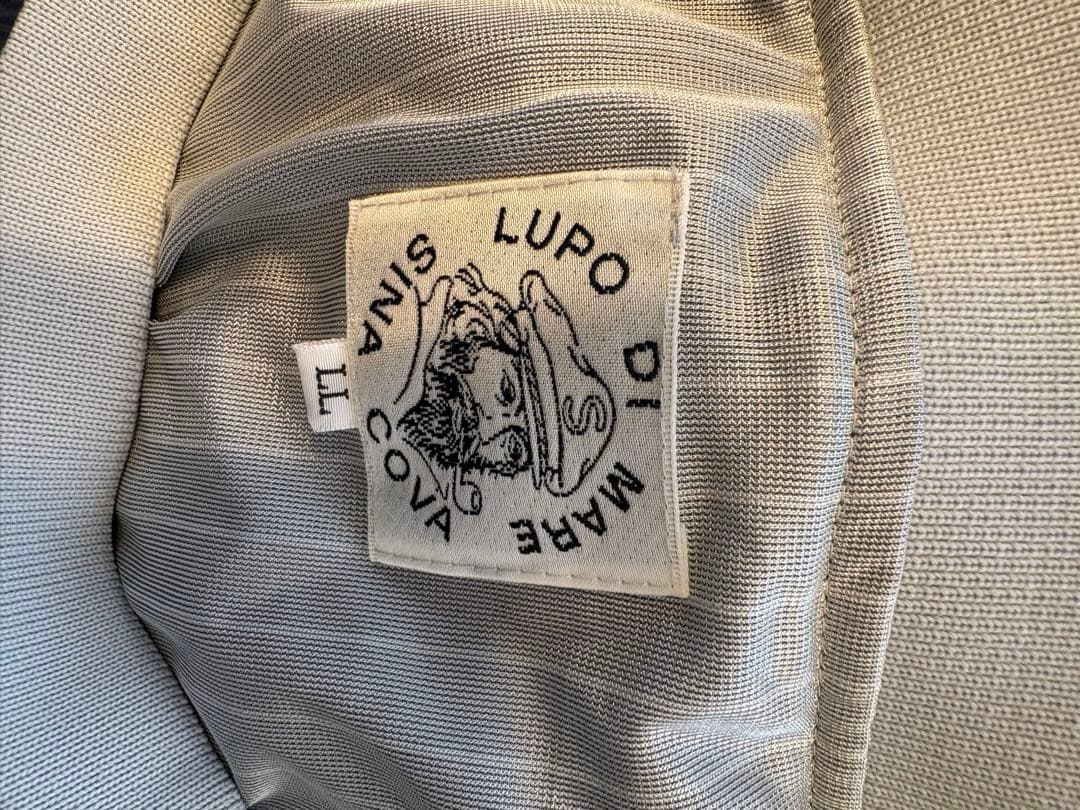 LUPO DI MARE
S
SINA COVA
LL